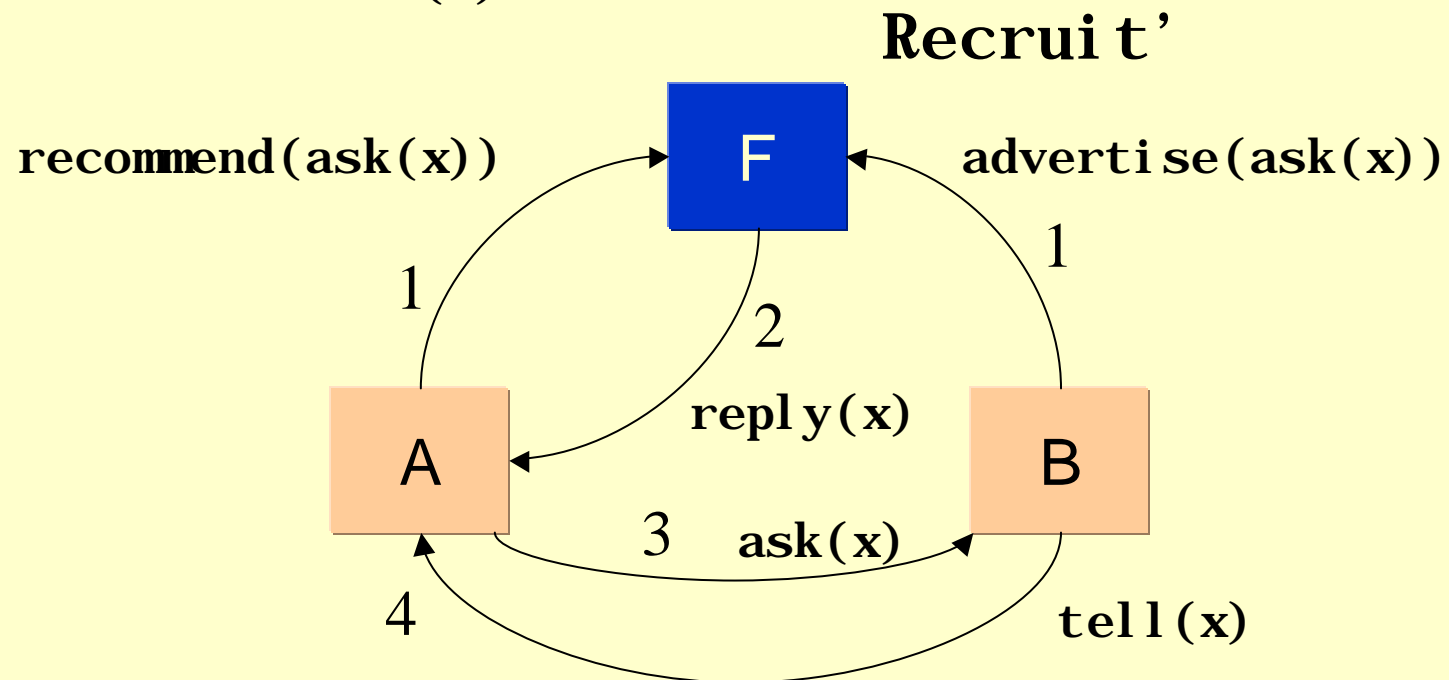 Recruit’
F
recommend(ask(x))
advertise(ask(x))
1
1
2
reply(x)
A
B
3
ask(x)
4
tell(x)